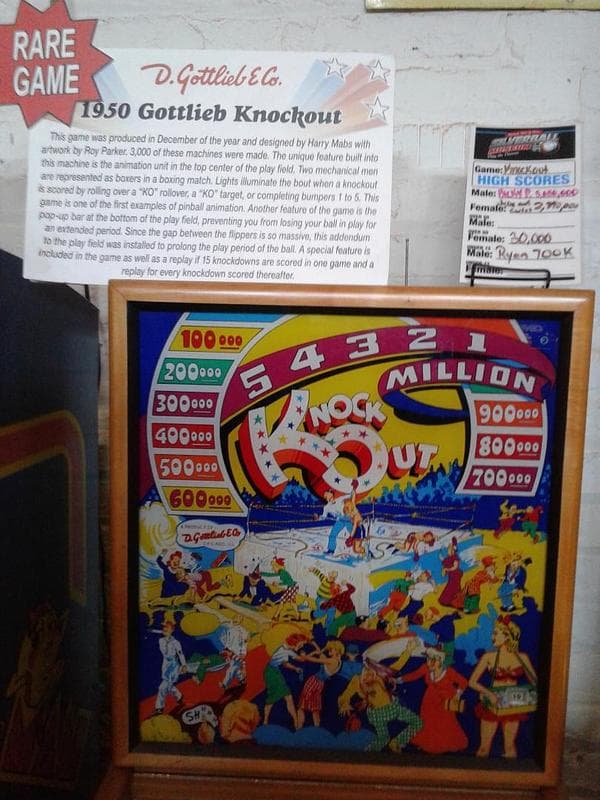 RARE
GAME
D. Gottlieb & Co.
1950 Gottlieb Knockout
This game was produced in December of the year and designed by Harry Mabs with
artwork by Roy Parker. 3,000 of these machines were made. The unique feature built into
this machine is the animation unit in the top center of the play field. Two mechanical men
are represented as boxers in a boxing match. Lights illuminate the bout when a knockout
is scored by rolling over a "KO" rollover, a "KO" target, or completing bumpers 1 to 5. This
game is one of the first examples of pinball animation. Another feature of the game is the
pop-up bar at the bottom of the play field, preventing you from losing your ball in play for
an extended period. Since the gap between the flippers is so massive, this addendum
to the play field was installed to prolong the play period of the ball. A special feature is
included in the game as well as a replay if 15 knockdowns are scored in one game and a
replay for every knockdown scored thereafter.
SILVERBALL
MUSEUM
Game: Knockout
HIGH SCORES
Male:
Female:
Male:
Female: 30,000
Male: Ryan 700K
Female:
5 4 3 2 1
MILLION
100000
200000
300000
400000
500000
600000
900000
800000
700000
KNOCK
OUT
A PRODUCT OF
D. Gottlieb & Co.
CHICAGO, ILL.
SH